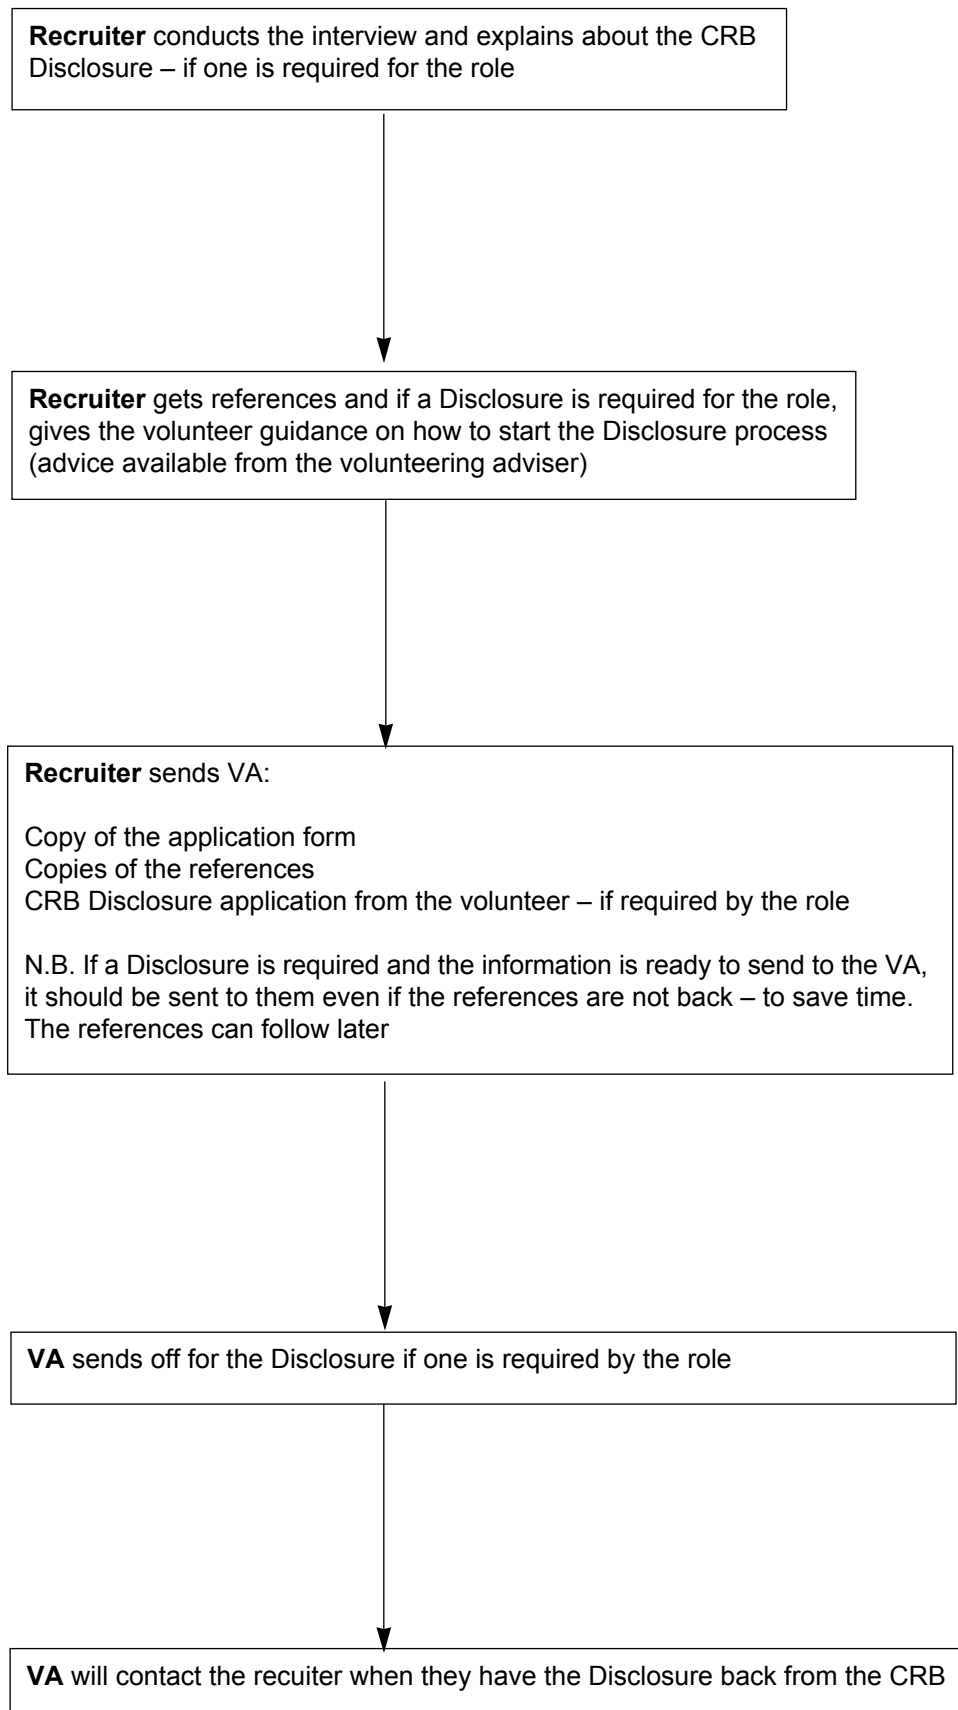 Recruiter conducts the interview and explains about the CRB
Disclosure – if one is required for the role
Recruiter gets references and if a Disclosure is required for the role,
gives the volunteer guidance on how to start the Disclosure process
(advice available from the volunteering adviser)
Recruiter sends VA:
Copy of the application form
Copies of the references
CRB Disclosure application from the volunteer – if required by the role
N.B. If a Disclosure is required and the information is ready to send to the VA,
it should be sent to them even if the references are not back – to save time.
The references can follow later
VA sends off for the Disclosure if one is required by the role
VA will contact the recuiter when they have the Disclosure back from the CRB